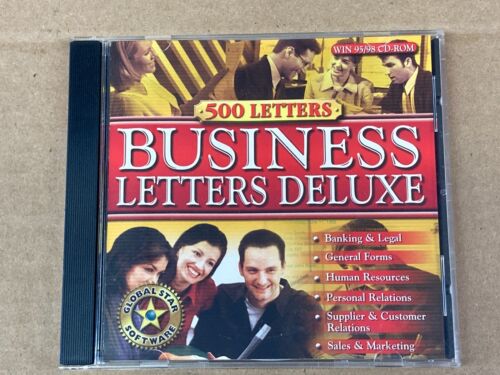 WIN 95/98 CD-ROM
500 LETTERS
BUSINESS
LETTERS DELUXE
• Banking & Legal
• General Forms
• Human Resources
• Personal Relations
• Supplier & Customer
Relations
• Sales & Marketing
GLOBAL STAR
SOFTWARE